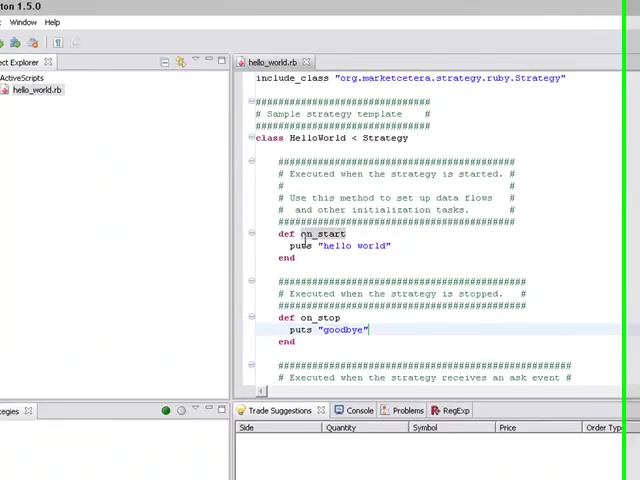 ton 1.5.0
Window Help
ect Explorer
hello_world.rb
ActiveScripts
hello_world.rb
include_class "org.marketcetera.strategy.ruby.Strategy"
###############################
# Sample strategy template #
###############################
class HelloWorld < Strategy
##########################################
# Executed when the strategy is started. #
# #
# Use this method to set up data flows #
# and other initialization tasks. #
##########################################
def on_start
puts "hello world"
end
############################################
# Executed when the strategy is stopped. #
############################################
def on_stop
puts "goodbye"
end
####################################################
# Executed when the strategy receives an ask event #
tegies
Trade Suggestions Console Problems RegExp
Side Quantity Symbol Price Order Type